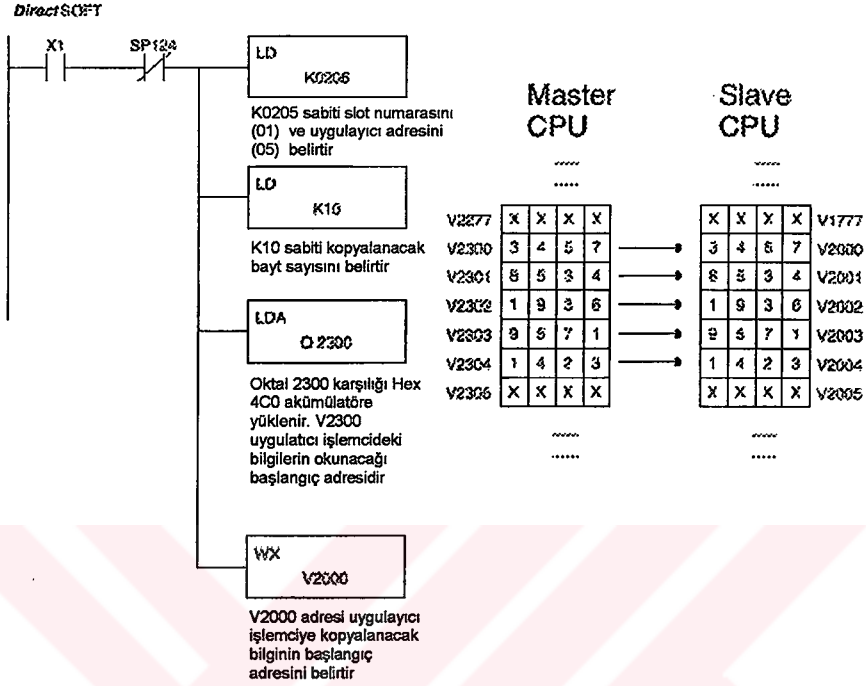 DirectSOFT
X1
SP124
LD
K0205
K0205 sabiti slot numarasını
(01) ve uygulayıcı adresini
(05) belirtir
LD
K10
K10 sabiti kopyalanacak
bayt sayısını belirtir
LDA
O 2300
Oktal 2300 karşılığı Hex
4C0 akümülatöre
yüklenir. V2300
uygulatıcı işlemcideki
bilgilerin okunacağı
başlangıç adresidir
WX
V2000
V2000 adresi uygulayıcı
işlemciye kopyalanacak
bilginin başlangıç
adresini belirtir
Master
CPU
Slave
CPU
V2277 X X X X X X X X V1777
V2300 3 4 5 7 3 4 5 7 V2000
V2301 8 5 3 4 8 5 3 4 V2001
V2302 1 9 3 6 1 9 3 6 V2002
V2303 9 5 7 1 9 5 7 1 V2003
V2304 1 4 2 3 1 4 2 3 V2004
V2305 X X X X X X X X V2005